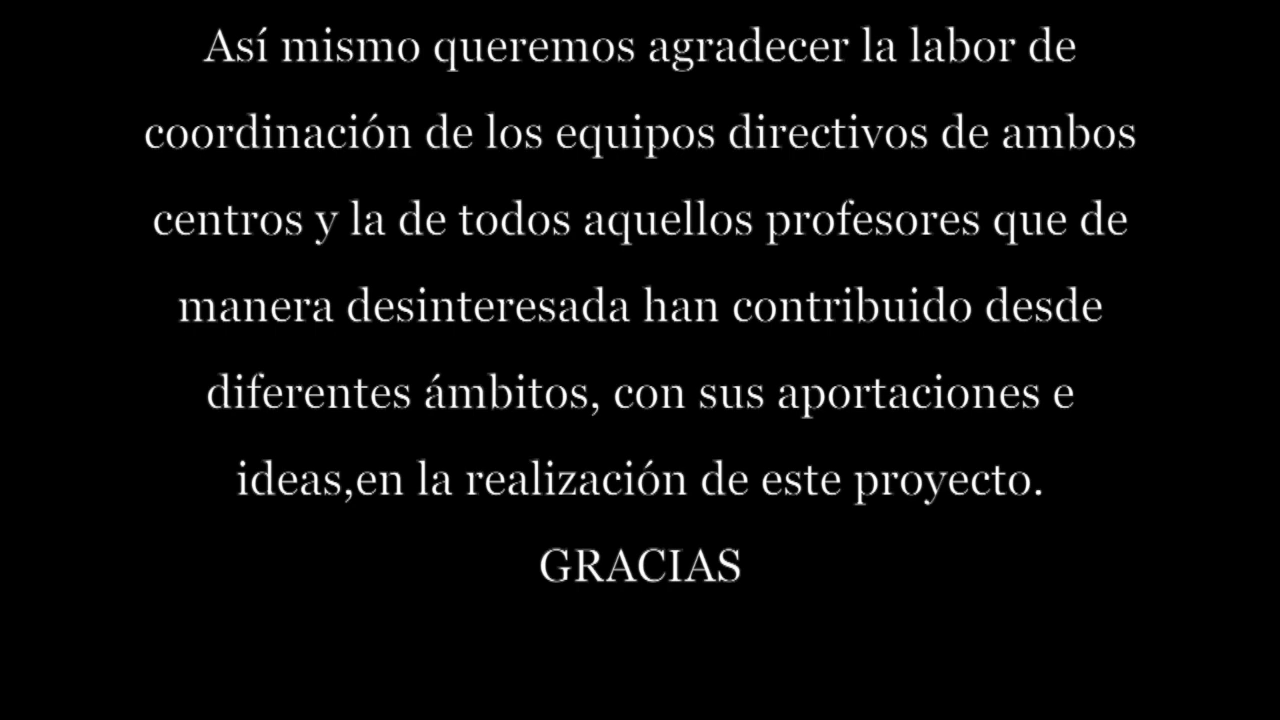 Así mismo queremos agradecer la labor de
coordinación de los equipos directivos de ambos
centros y la de todos aquellos profesores que de
manera desinteresada han contribuido desde
diferentes ámbitos, con sus aportaciones e
ideas,en la realización de este proyecto.
GRACIAS